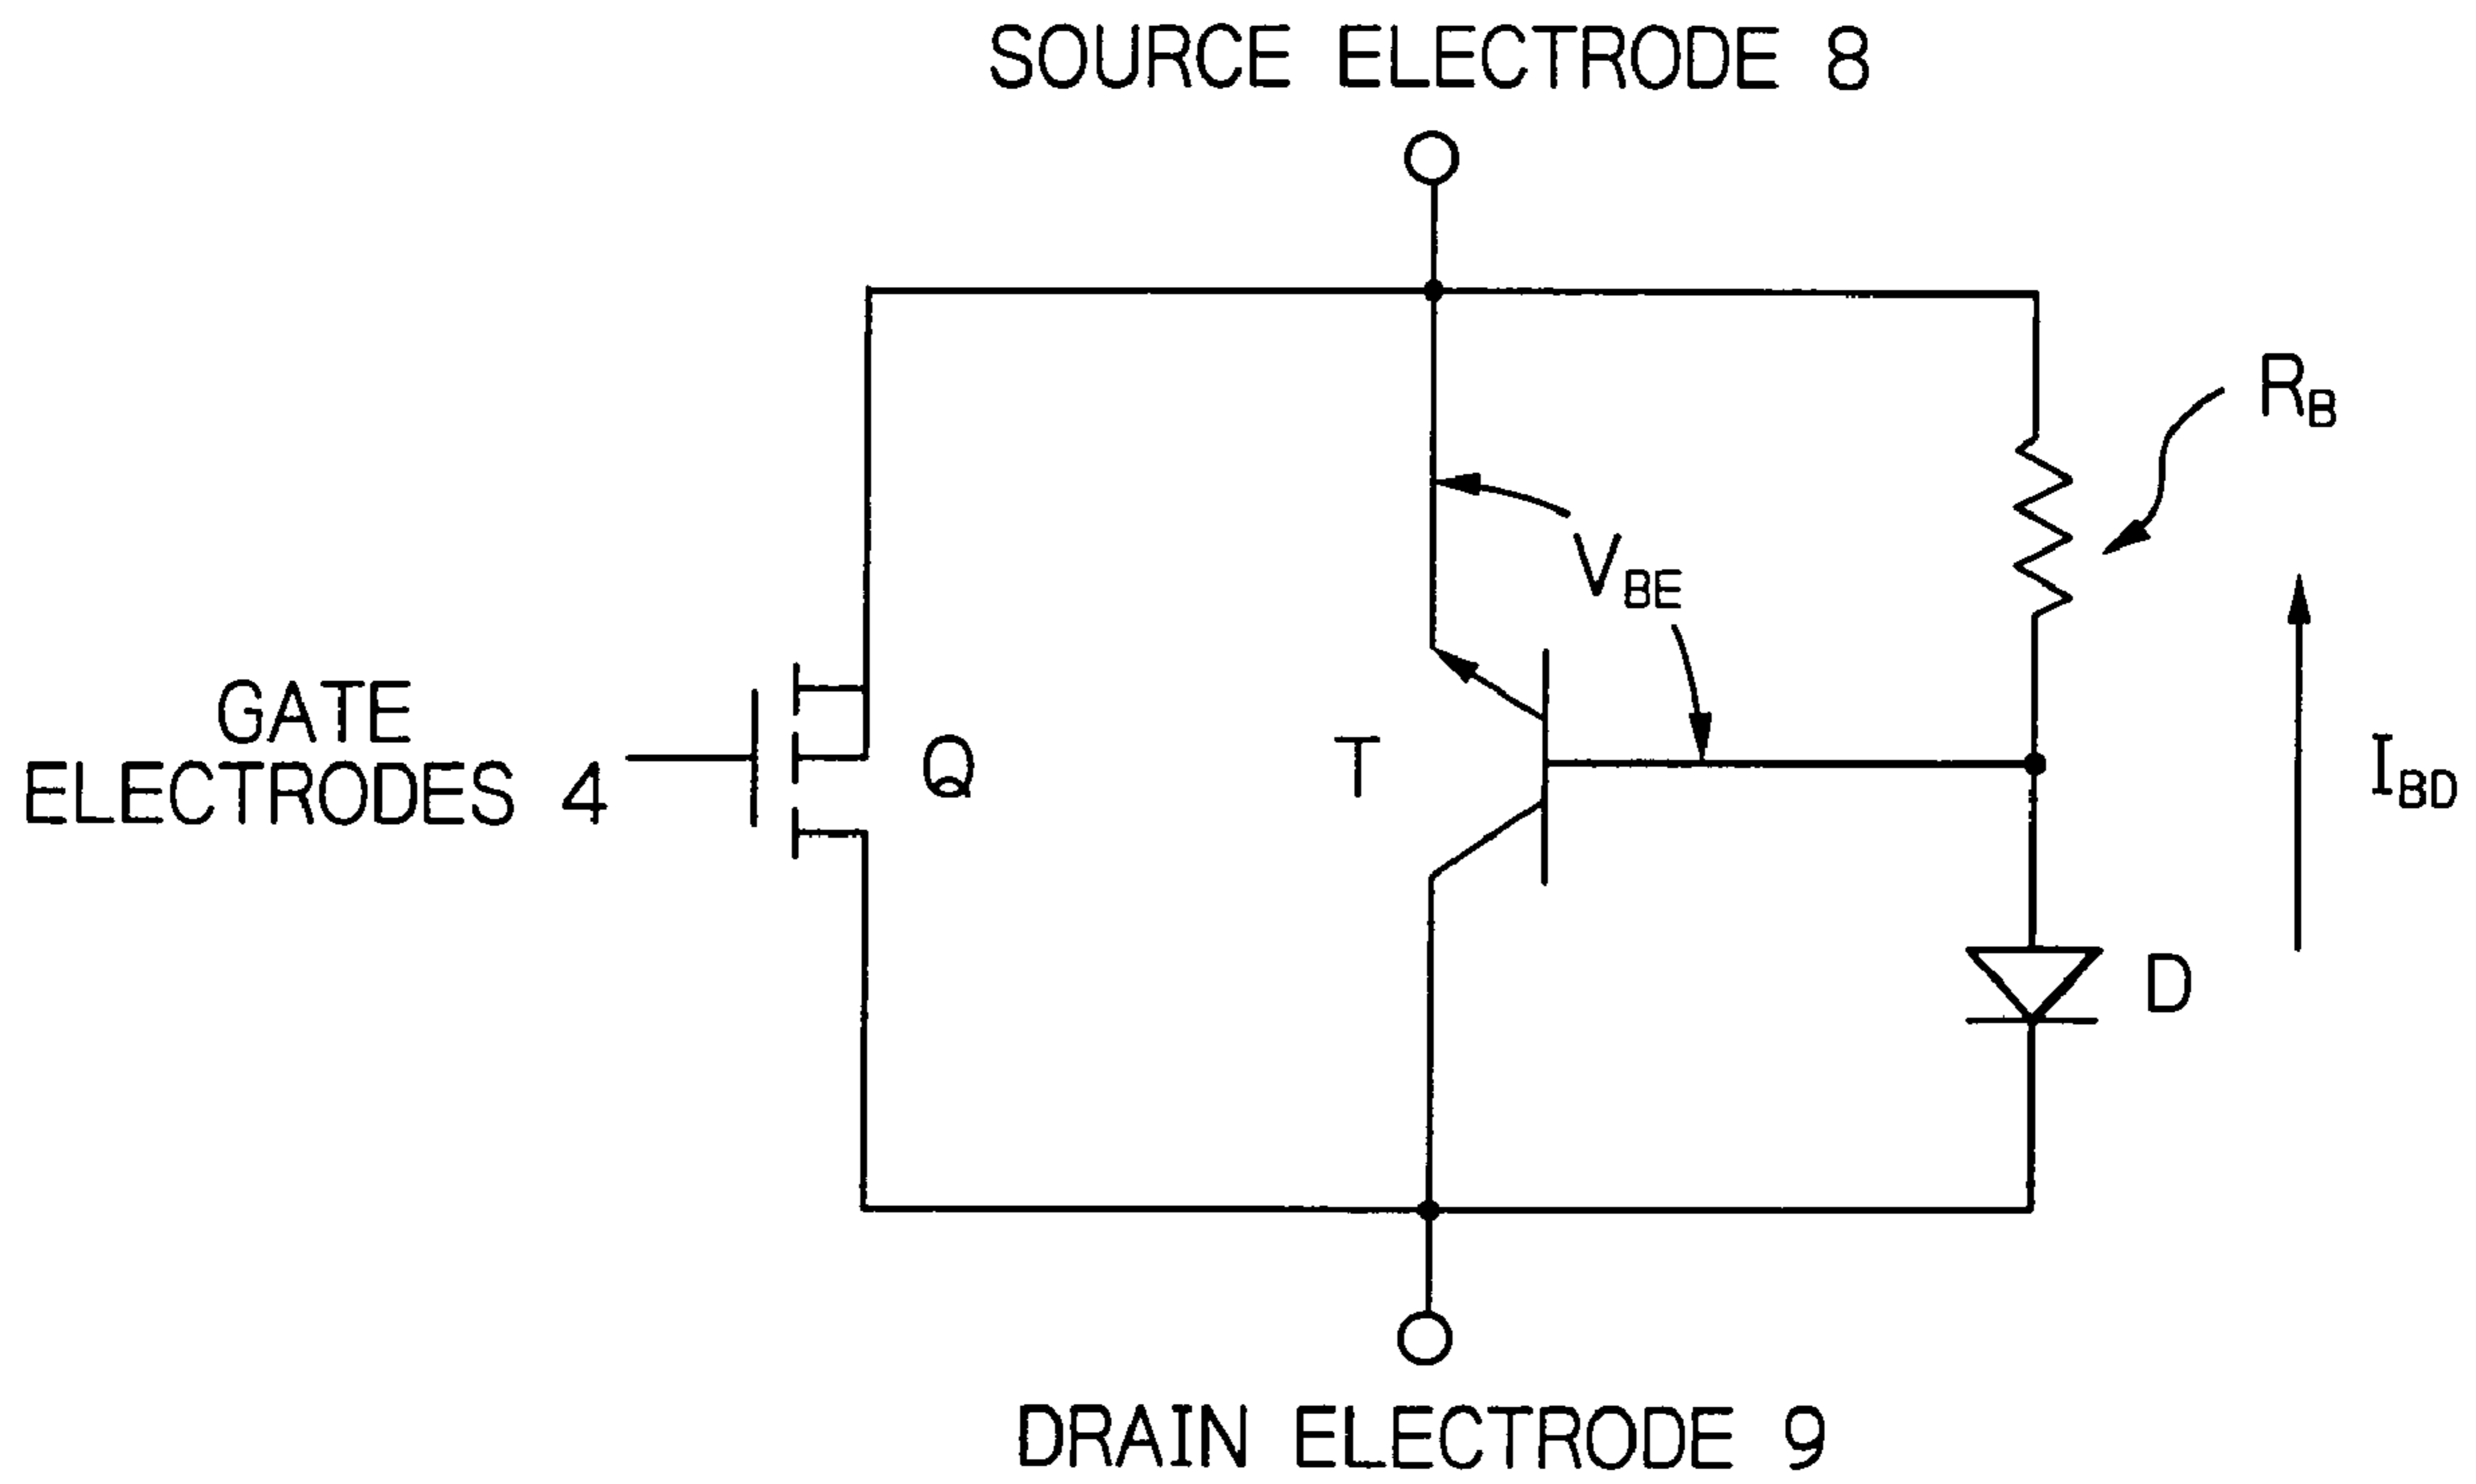 SOURCE ELECTRODE 8
R_B
V_BE
GATE
ELECTRODES 4
Q
T
I_BD
D
DRAIN ELECTRODE 9